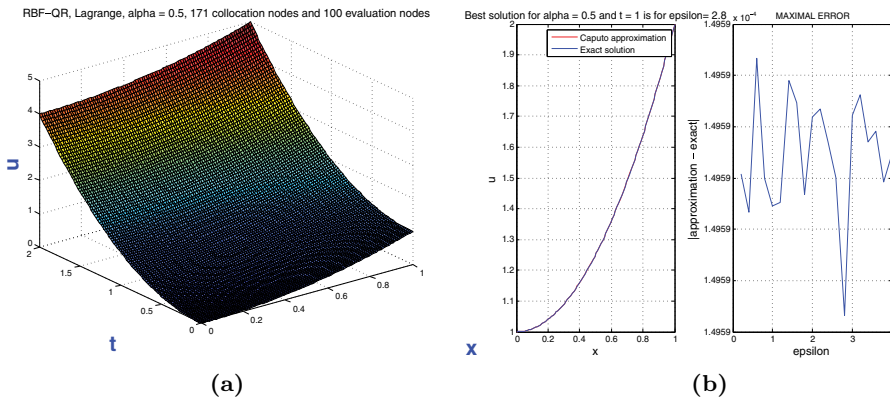 RBF-QR, Lagrange, alpha = 0.5, 171 collocation nodes and 100 evaluation nodes
5
4
3
2
1
0
u
2
1.5
1
0.5
0
t
0
0.2
0.4
0.6
0.8
1
x
(a)
Best solution for alpha = 0.5 and t = 1 is for epsilon= 2.8
Caputo approximation
Exact solution
2
1.9
1.8
1.7
1.6
1.5
1.4
1.3
1.2
1.1
1
u
0
0.2
0.4
0.6
0.8
1
x
MAXIMAL ERROR
1.4959 x 10⁻⁴
1.4959
1.4959
1.4959
1.4959
1.4959
1.4959
|approximation - exact|
0
1
2
3
epsilon
(b)